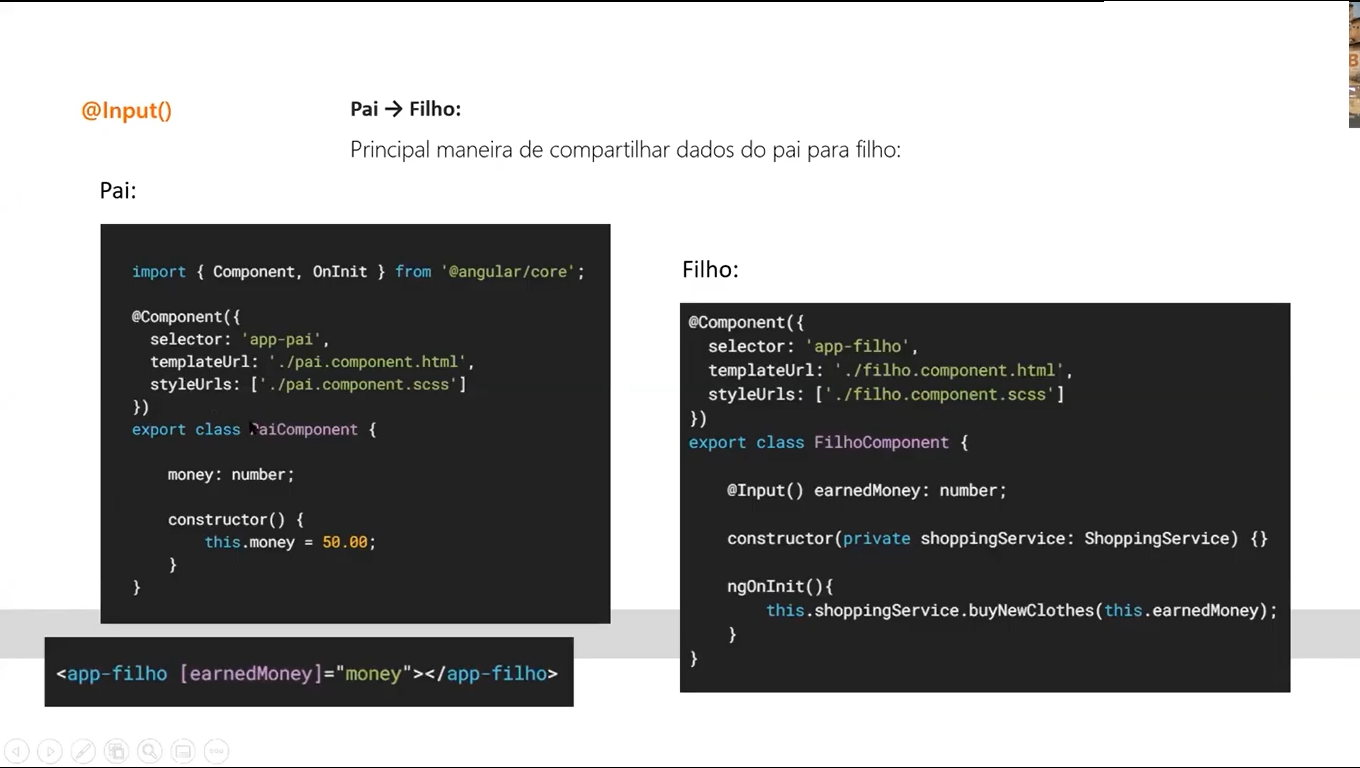 @Input()
Pai → Filho:
Principal maneira de compartilhar dados do pai para filho:
Pai:
import { Component, OnInit } from '@angular/core';
@Component({
selector: 'app-pai',
templateUrl: './pai.component.html',
styleUrls: ['./pai.component.scss']
})
export class PaiComponent {
money: number;
constructor() {
this.money = 50.00;
}
}
<app-filho [earnedMoney]="money"></app-filho>
Filho:
@Component({
selector: 'app-filho',
templateUrl: './filho.component.html',
styleUrls: ['./filho.component.scss']
})
export class FilhoComponent {
@Input() earnedMoney: number;
constructor(private shoppingService: ShoppingService) {}
ngOnInit(){
this.shoppingService.buyNewClothes(this.earnedMoney);
}
}